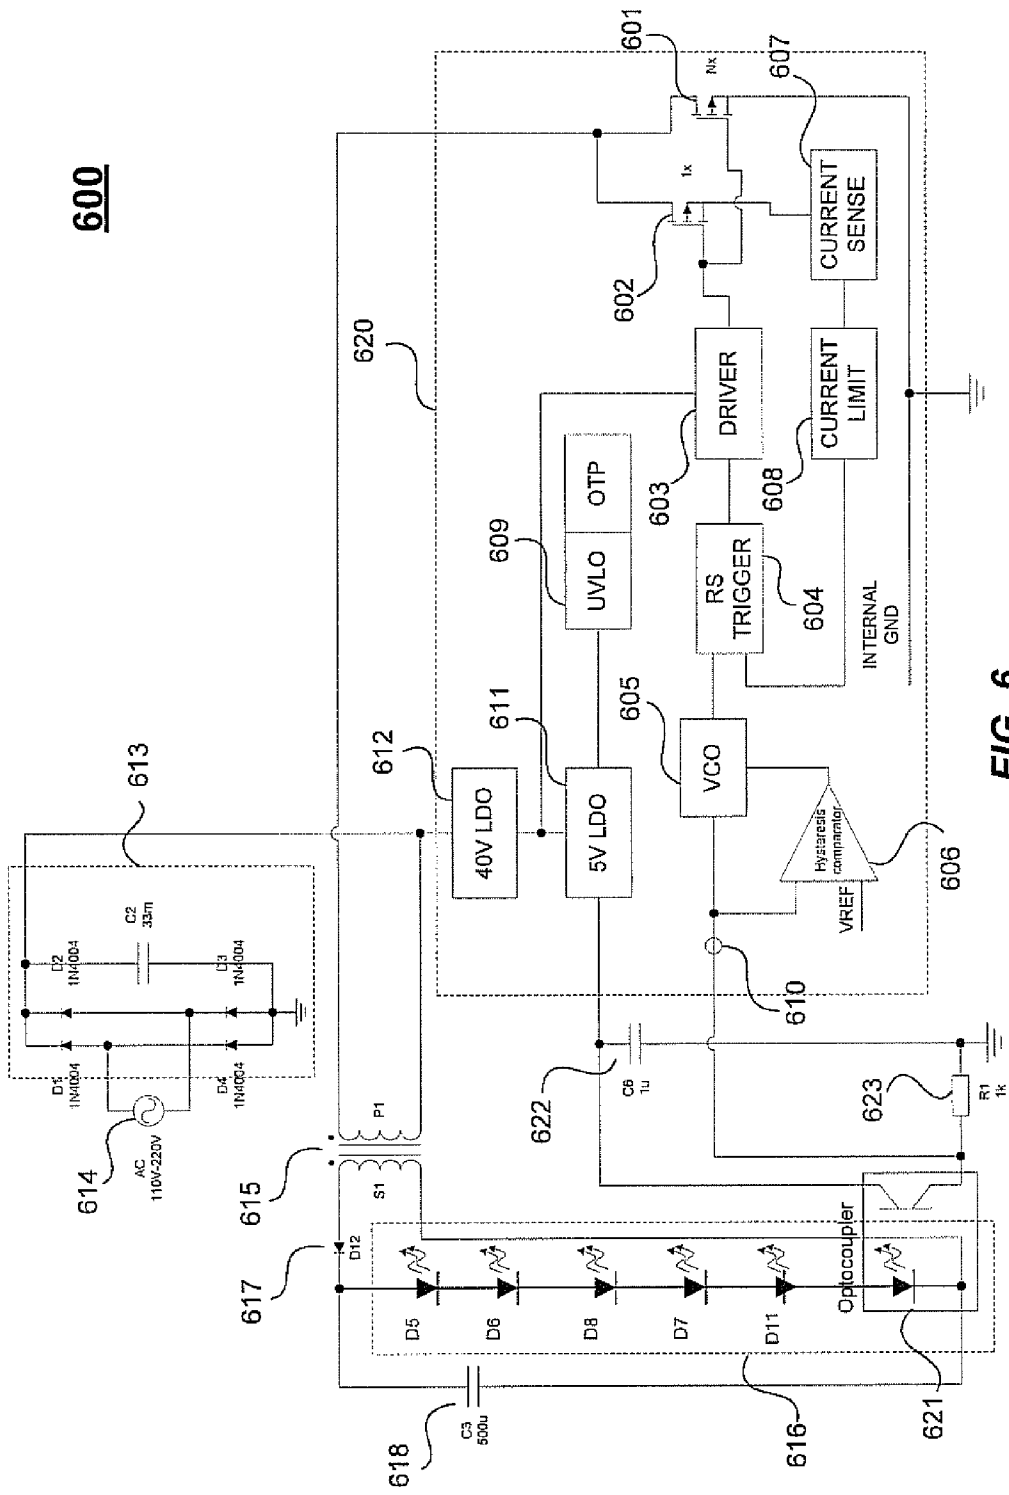 600
613
D1
1N4004
D2
1N4004
C2
33m
D4
1N4004
D3
1N4004
AC
110V-220V
614
615
P1
S1
617
D12
618
C3
500u
D5
D6
D8
D7
D11
Optocoupler
616
621
622
C6
1u
623
R1
1k
620
612
40V LDO
611
5V LDO
609
UVLO
OTP
605
VCO
Hysteresis
comparator
606
VREF
610
RS
TRIGGER
604
603
DRIVER
602
1x
601
Nx
607
CURRENT
SENSE
608
CURRENT
LIMIT
INTERNAL
GND
FIG. 6